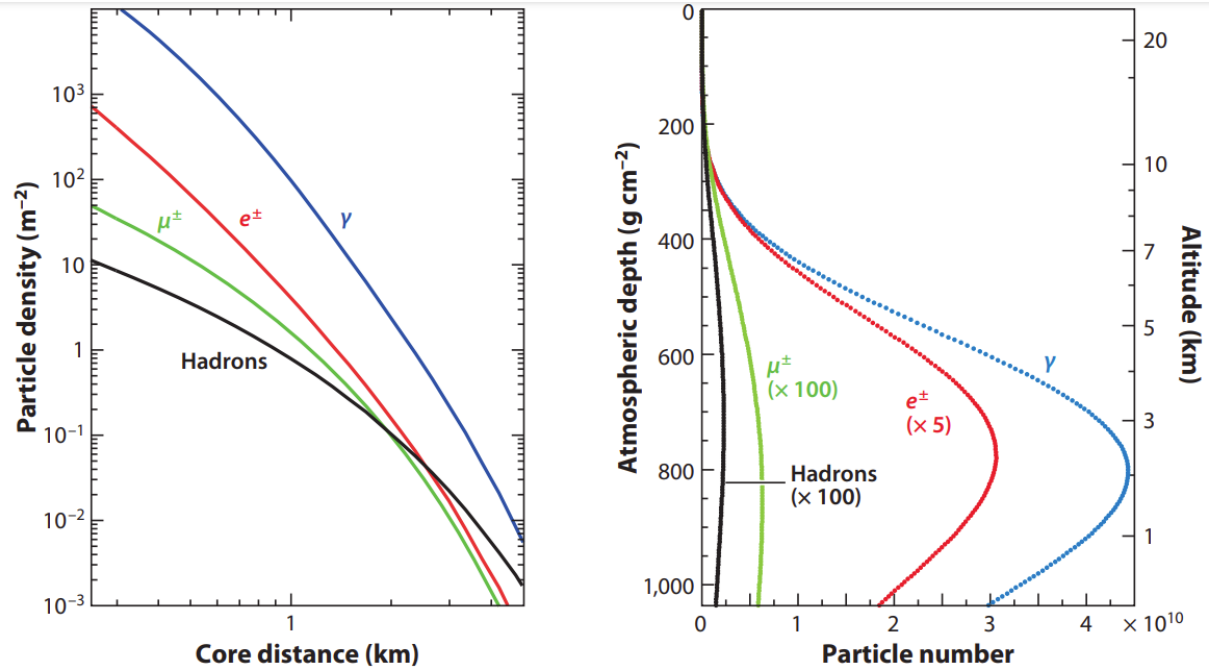 Particle density (m⁻²)
10³
10²
10
1
10⁻¹
10⁻²
10⁻³
μ±
e±
γ
Hadrons
1
Core distance (km)
Atmospheric depth (g cm⁻²)
0
200
400
600
800
1,000
μ±
(× 100)
e±
(× 5)
γ
Hadrons
(× 100)
20
10
7
5
3
1
Altitude (km)
0 1 2 3 4 × 10¹⁰
Particle number